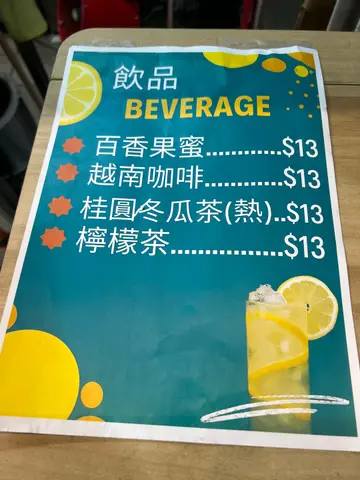 飲品
BEVERAGE
百香果蜜............$13
越南咖啡............$13
桂圓冬瓜茶(熱)..$13
檸檬茶................$13